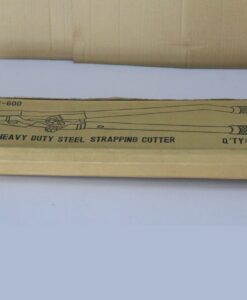 -600
HEAVY DUTY STEEL STRAPPING CUTTER
Q'TY